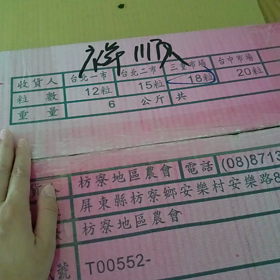 收貨人 台北一市 台北二市 三重市場 台中市場
粒數 12粒 15粒 18粒 20粒
重量 6 公斤 共
枋寮地區農會 電話 (08)8713
屏東縣枋寮鄉安樂村安樂路8
枋寮地區農會
號 T00552-